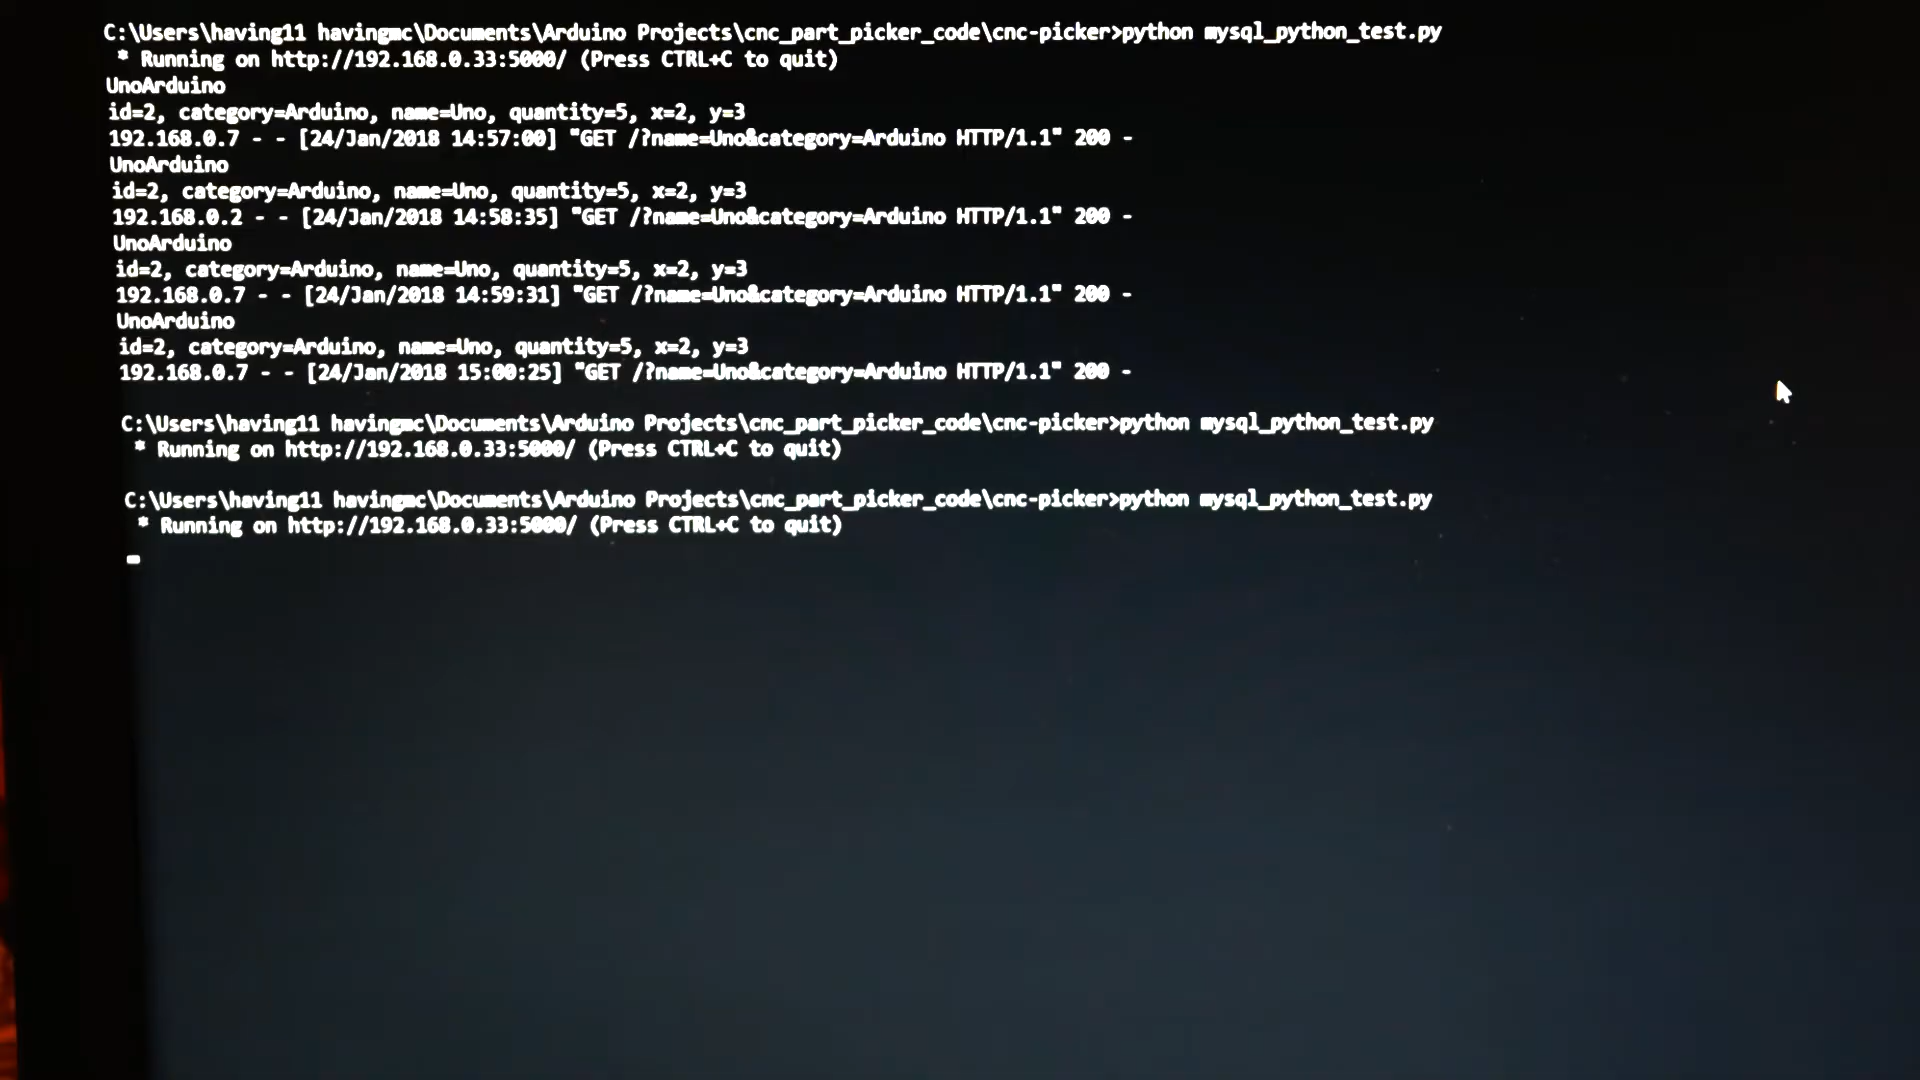 C:\Users\having11 havingmc\Documents\Arduino Projects\cnc_part_picker_code\cnc-picker>python mysql_python_test.py
* Running on http://192.168.0.33:5000/ (Press CTRL+C to quit)
UnoArduino
id=2, category=Arduino, name=Uno, quantity=5, x=2, y=3
192.168.0.7 - - [24/Jan/2018 14:57:00] "GET /?name=Uno&category=Arduino HTTP/1.1" 200 -
UnoArduino
id=2, category=Arduino, name=Uno, quantity=5, x=2, y=3
192.168.0.2 - - [24/Jan/2018 14:58:35] "GET /?name=Uno&category=Arduino HTTP/1.1" 200 -
UnoArduino
id=2, category=Arduino, name=Uno, quantity=5, x=2, y=3
192.168.0.7 - - [24/Jan/2018 14:59:31] "GET /?name=Uno&category=Arduino HTTP/1.1" 200 -
UnoArduino
id=2, category=Arduino, name=Uno, quantity=5, x=2, y=3
192.168.0.7 - - [24/Jan/2018 15:00:25] "GET /?name=Uno&category=Arduino HTTP/1.1" 200 -
C:\Users\having11 havingmc\Documents\Arduino Projects\cnc_part_picker_code\cnc-picker>python mysql_python_test.py
* Running on http://192.168.0.33:5000/ (Press CTRL+C to quit)
C:\Users\having11 havingmc\Documents\Arduino Projects\cnc_part_picker_code\cnc-picker>python mysql_python_test.py
* Running on http://192.168.0.33:5000/ (Press CTRL+C to quit)